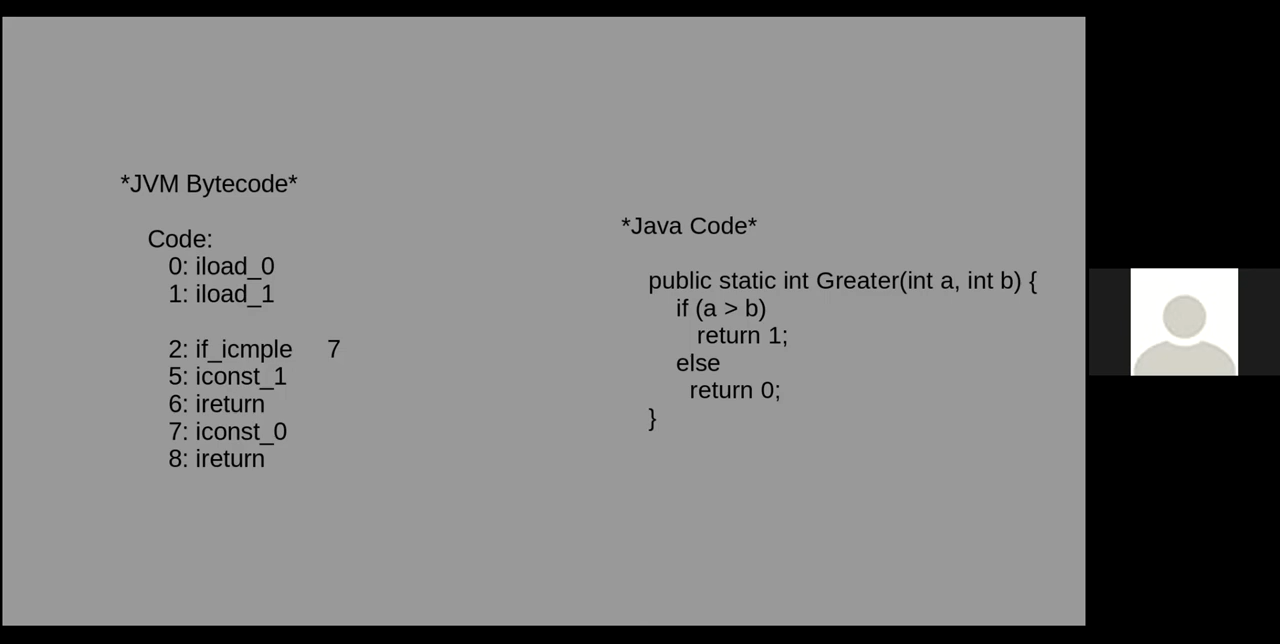 *JVM Bytecode*
Code:
0: iload_0
1: iload_1
2: if_icmple 7
5: iconst_1
6: ireturn
7: iconst_0
8: ireturn
*Java Code*
public static int Greater(int a, int b) {
if (a > b)
return 1;
else
return 0;
}